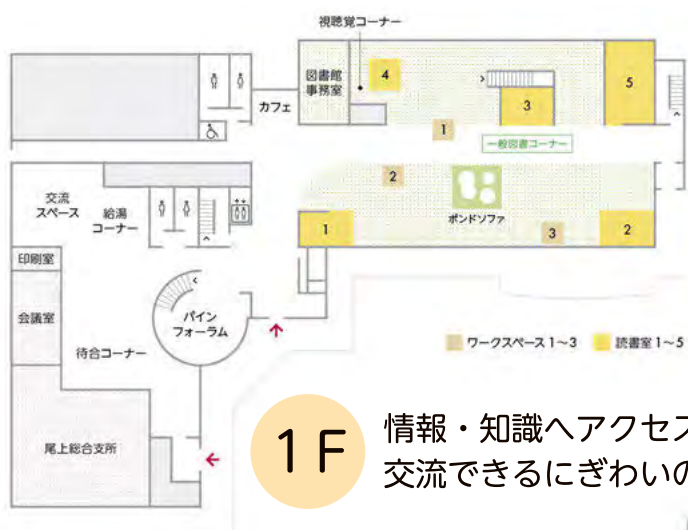 視聴覚コーナー
図書館
事務室
4
5
3
カフェ
1
一般図書コーナー
2
ポンドソファ
1
3
2
交流
スペース
給湯
コーナー
印刷室
会議室
パイン
フォーラム
待合コーナー
尾上総合支所
ワークスペース 1～3
読書室 1～5
1F
情報・知識へアクセス
交流できるにぎわいの